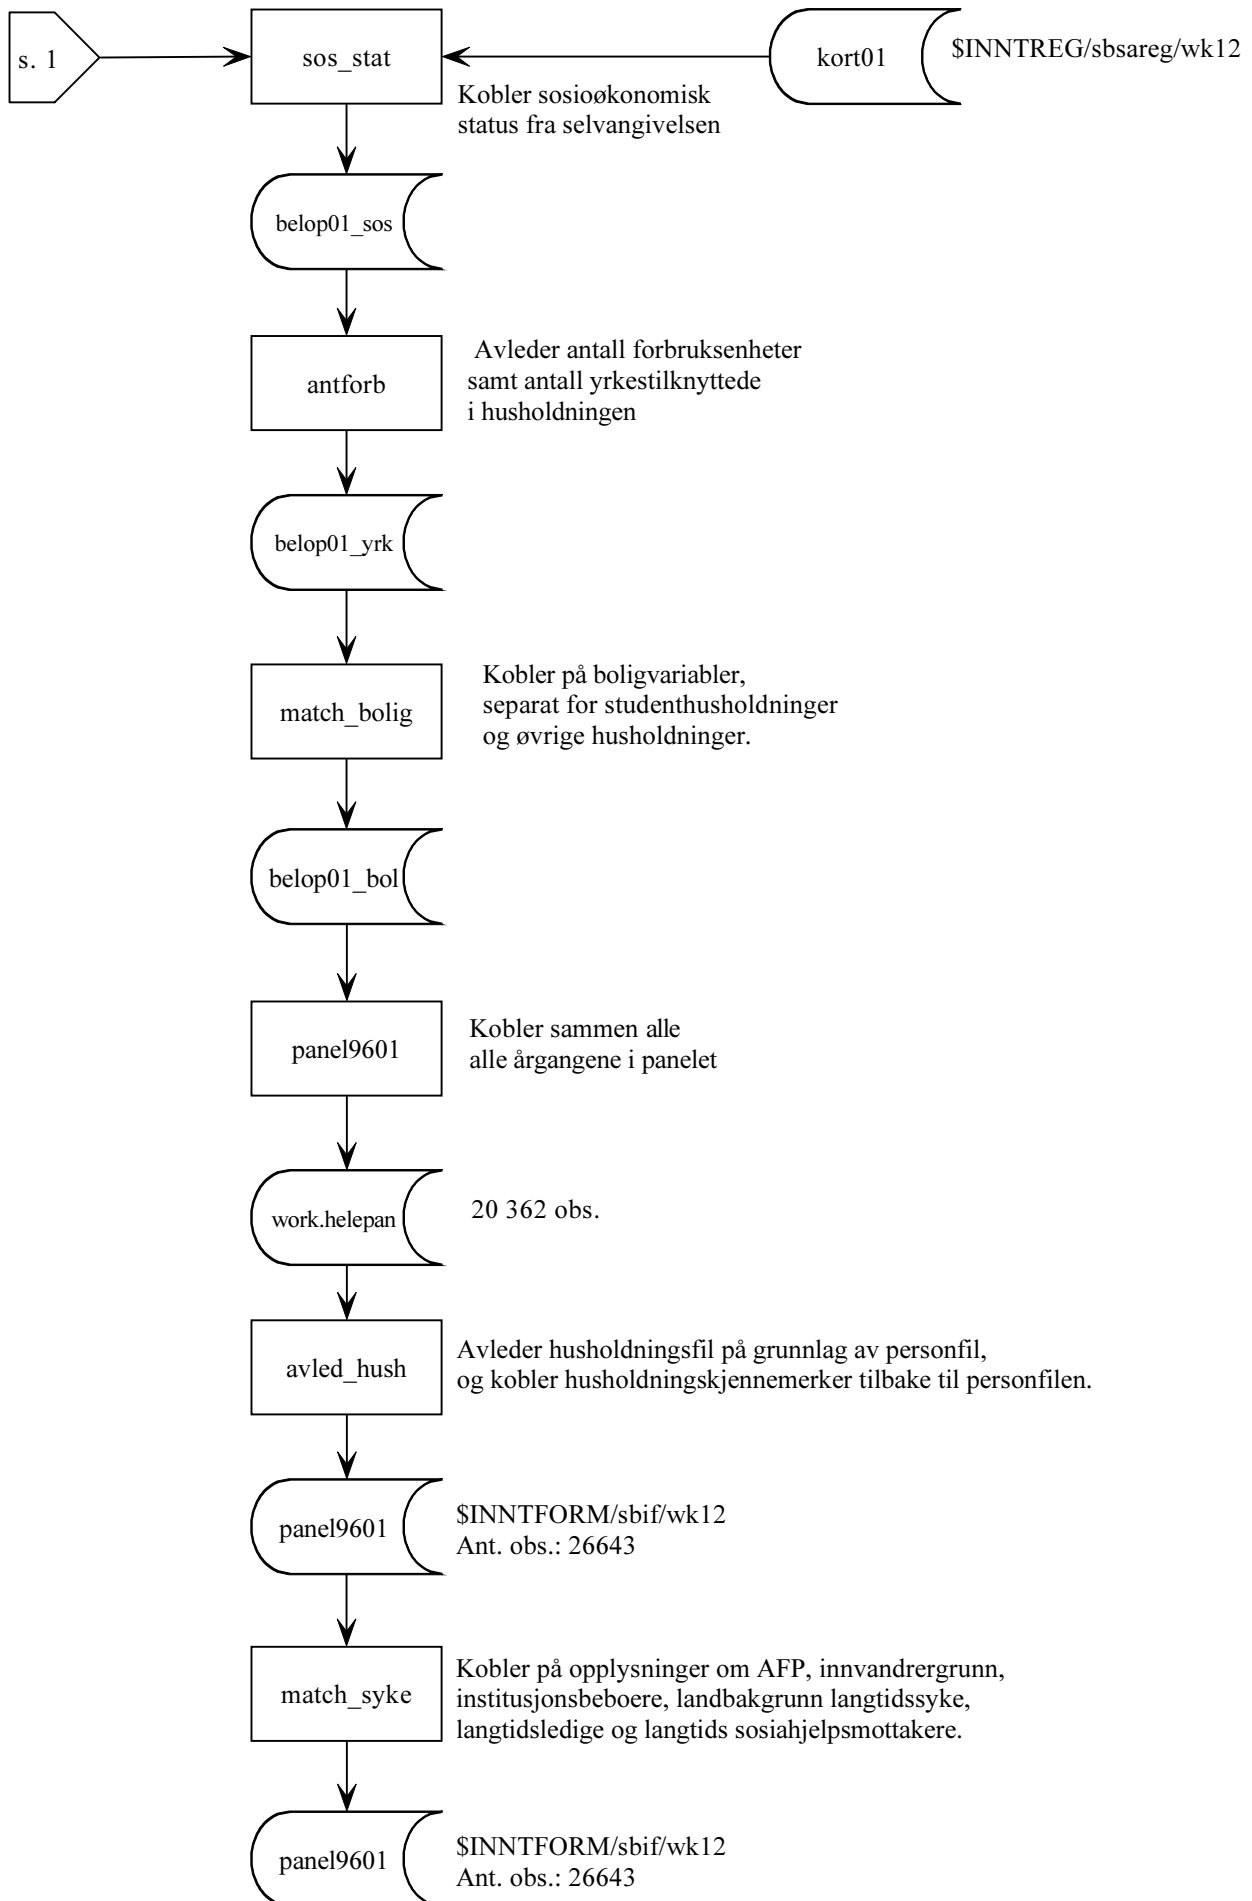 s. 1
sos_stat
kort01
$INNTREG/sbsareg/wk12
Kobler sosioøkonomisk
status fra selvangivelsen
belop01_sos
antforb
Avleder antall forbruksenheter
samt antall yrkestilknyttede
i husholdningen
belop01_yrk
match_bolig
Kobler på boligvariabler,
separat for studenthusholdninger
og øvrige husholdninger.
belop01_bol
panel9601
Kobler sammen alle
alle årgangene i panelet
work.helepan
20 362 obs.
avled_hush
Avleder husholdningsfil på grunnlag av personfil,
og kobler husholdningskjennemerker tilbake til personfilen.
panel9601
$INNTFORM/sbif/wk12
Ant. obs.: 26643
match_syke
Kobler på opplysninger om AFP, innvandrergrunn,
institusjonsbeboere, landbakgrunn langtidssyke,
langtidsledige og langtids sosiahjelpsmottakere.
panel9601
$INNTFORM/sbif/wk12
Ant. obs.: 26643